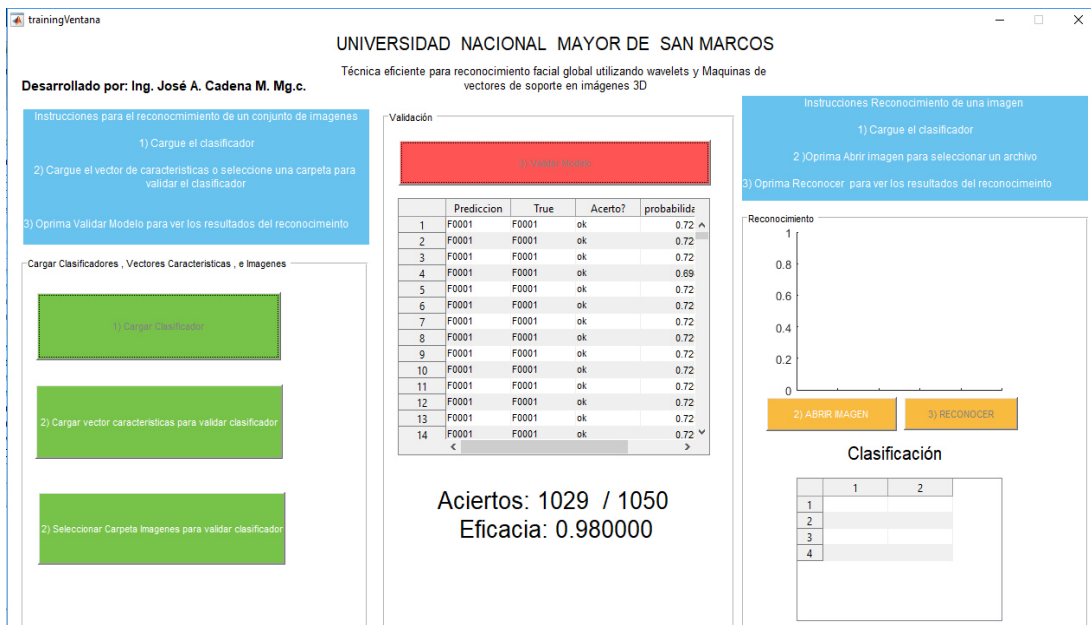 trainingVentana
UNIVERSIDAD NACIONAL MAYOR DE SAN MARCOS
Técnica eficiente para reconocimiento facial global utilizando wavelets y Maquinas de
vectores de soporte en imágenes 3D
Desarrollado por: Ing. José A. Cadena M. Mg.c.
Instrucciones para el reconocmimiento de un conjunto de imagenes
1) Cargue el clasificador
2) Cargue el vector de caracteristicas o seleccione una carpeta para
validar el clasificador
3) Oprima Validar Modelo para ver los resultados del reconocimeinto
Cargar Clasificadores , Vectores Caracteristicas , e Imagenes
1) Cargar Clasificador
2) Cargar vector caracteristicas para validar clasificador
2) Seleccionar Carpeta Imagenes para validar clasificador
Validación
3) Validar Modelo
Prediccion True Acerto? probabilida
1 F0001 F0001 ok 0.72
2 F0001 F0001 ok 0.72
3 F0001 F0001 ok 0.72
4 F0001 F0001 ok 0.69
5 F0001 F0001 ok 0.72
6 F0001 F0001 ok 0.72
7 F0001 F0001 ok 0.72
8 F0001 F0001 ok 0.72
9 F0001 F0001 ok 0.72
10 F0001 F0001 ok 0.72
11 F0001 F0001 ok 0.72
12 F0001 F0001 ok 0.72
13 F0001 F0001 ok 0.72
14 F0001 F0001 ok 0.72
Aciertos: 1029 / 1050
Eficacia: 0.980000
Instrucciones Reconocimiento de una imagen
1) Cargue el clasificador
2 )Oprima Abrir imagen para seleccionar un archivo
3) Oprima Reconocer para ver los resultados del reconocimeinto
Reconocimiento
1
0.8
0.6
0.4
0.2
0
2) ABRIR IMAGEN
3) RECONOCER
Clasificación
1 2
1
2
3
4